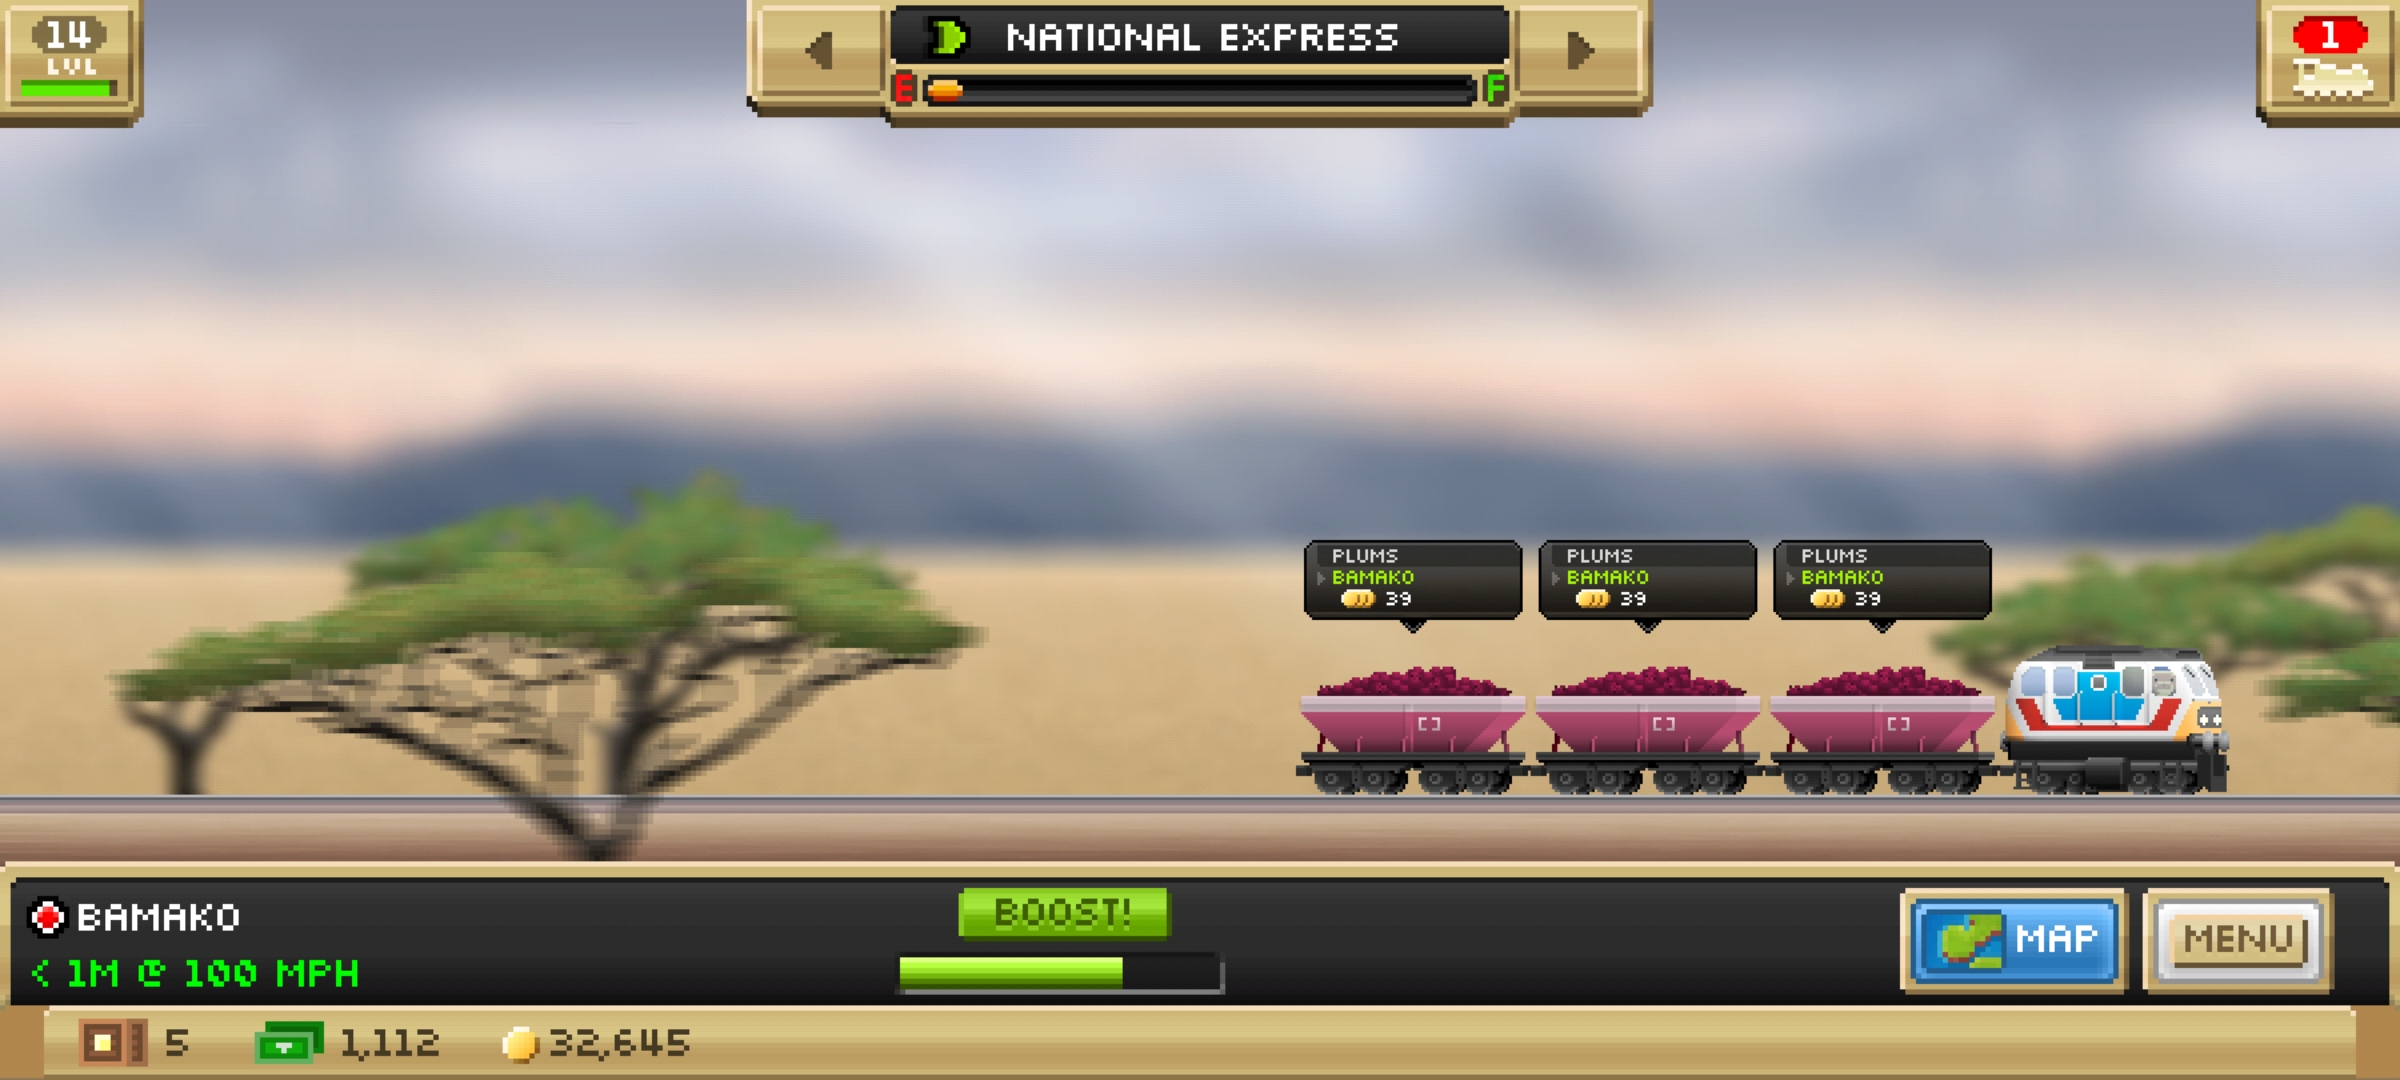 14
LVL
NATIONAL EXPRESS
E
F
1
PLUMS
BAMAKO
39
PLUMS
BAMAKO
39
PLUMS
BAMAKO
39
BAMAKO
< 1M @ 100 MPH
BOOST!
MAP
MENU
5
1,112
32,645